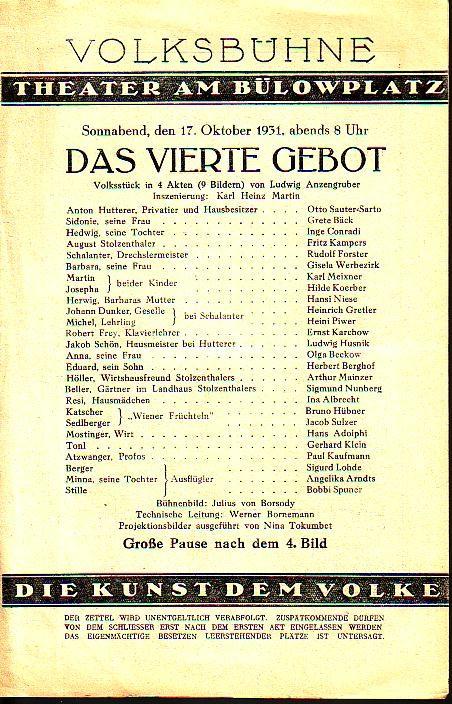 VOLKSBÜHNE
THEATER AM BÜLOWPLATZ
Sonnabend, den 17. Oktober 1931, abends 8 Uhr
DAS VIERTE GEBOT
Volksstück in 4 Akten (9 Bildern) von Ludwig Anzengruber
Inszenierung: Karl Heinz Martin
Anton Hutterer, Privatier und Hausbesitzer . . . . Otto Sauter-Sarto
Sidonie, seine Frau . . . . Grete Bäck
Hedwig, seine Tochter . . . . Inge Conradi
August Stolzenthaler . . . . Fritz Kampers
Schalanter, Drechslermeister . . . . Rudolf Forster
Barbara, seine Frau . . . . Gisela Werbezirk
Martin } beider Kinder . . . . Karl Meixner
Josepha } . . . . Hilde Koerber
Herwig, Barbaras Mutter . . . . Hansi Niese
Johann Dunker, Geselle } bei Schalanter . . . . Heinrich Gretler
Michel, Lehrling } . . . . Heini Piwer
Robert Frey, Klavierlehrer . . . . Ernst Karchow
Jakob Schön, Hausmeister bei Hutterer . . . . Ludwig Husnik
Anna, seine Frau . . . . Olga Beckow
Eduard, sein Sohn . . . . Herbert Berghof
Höller, Wirtshausfreund Stolzenthalers . . . . Arthur Mainzer
Beller, Gärtner im Landhaus Stolzenthalers . . . . Sigmund Nunberg
Resi, Hausmädchen . . . . Ina Albrecht
Katscher } „Wiener Früchteln" . . . . Bruno Hübner
Sedlberger } . . . . Jacob Sulzer
Mostinger, Wirt . . . . Hans Adolphi
Tonl . . . . Gerhard Klein
Atzwanger, Profos . . . . Paul Kaufmann
Berger } . . . . Sigurd Lohde
Minna, seine Tochter } Ausflügler . . . . Angelika Arndts
Stille } . . . . Bobbi Spuner
Bühnenbild: Julius von Borsody
Technische Leitung: Werner Bornemann
Projektionsbilder ausgeführt von Nina Tokumbet
Große Pause nach dem 4. Bild
DIE KUNST DEM VOLKE
DER ZETTEL WIRD UNENTGELTLICH VERABFOLGT. ZUSPÄTKOMMENDE DÜRFEN
VON DEM SCHLIESSER ERST NACH DEM ERSTEN AKT EINGELASSEN WERDEN
DAS EIGENMÄCHTIGE BESETZEN LEERSTEHENDER PLÄTZE IST UNTERSAGT.